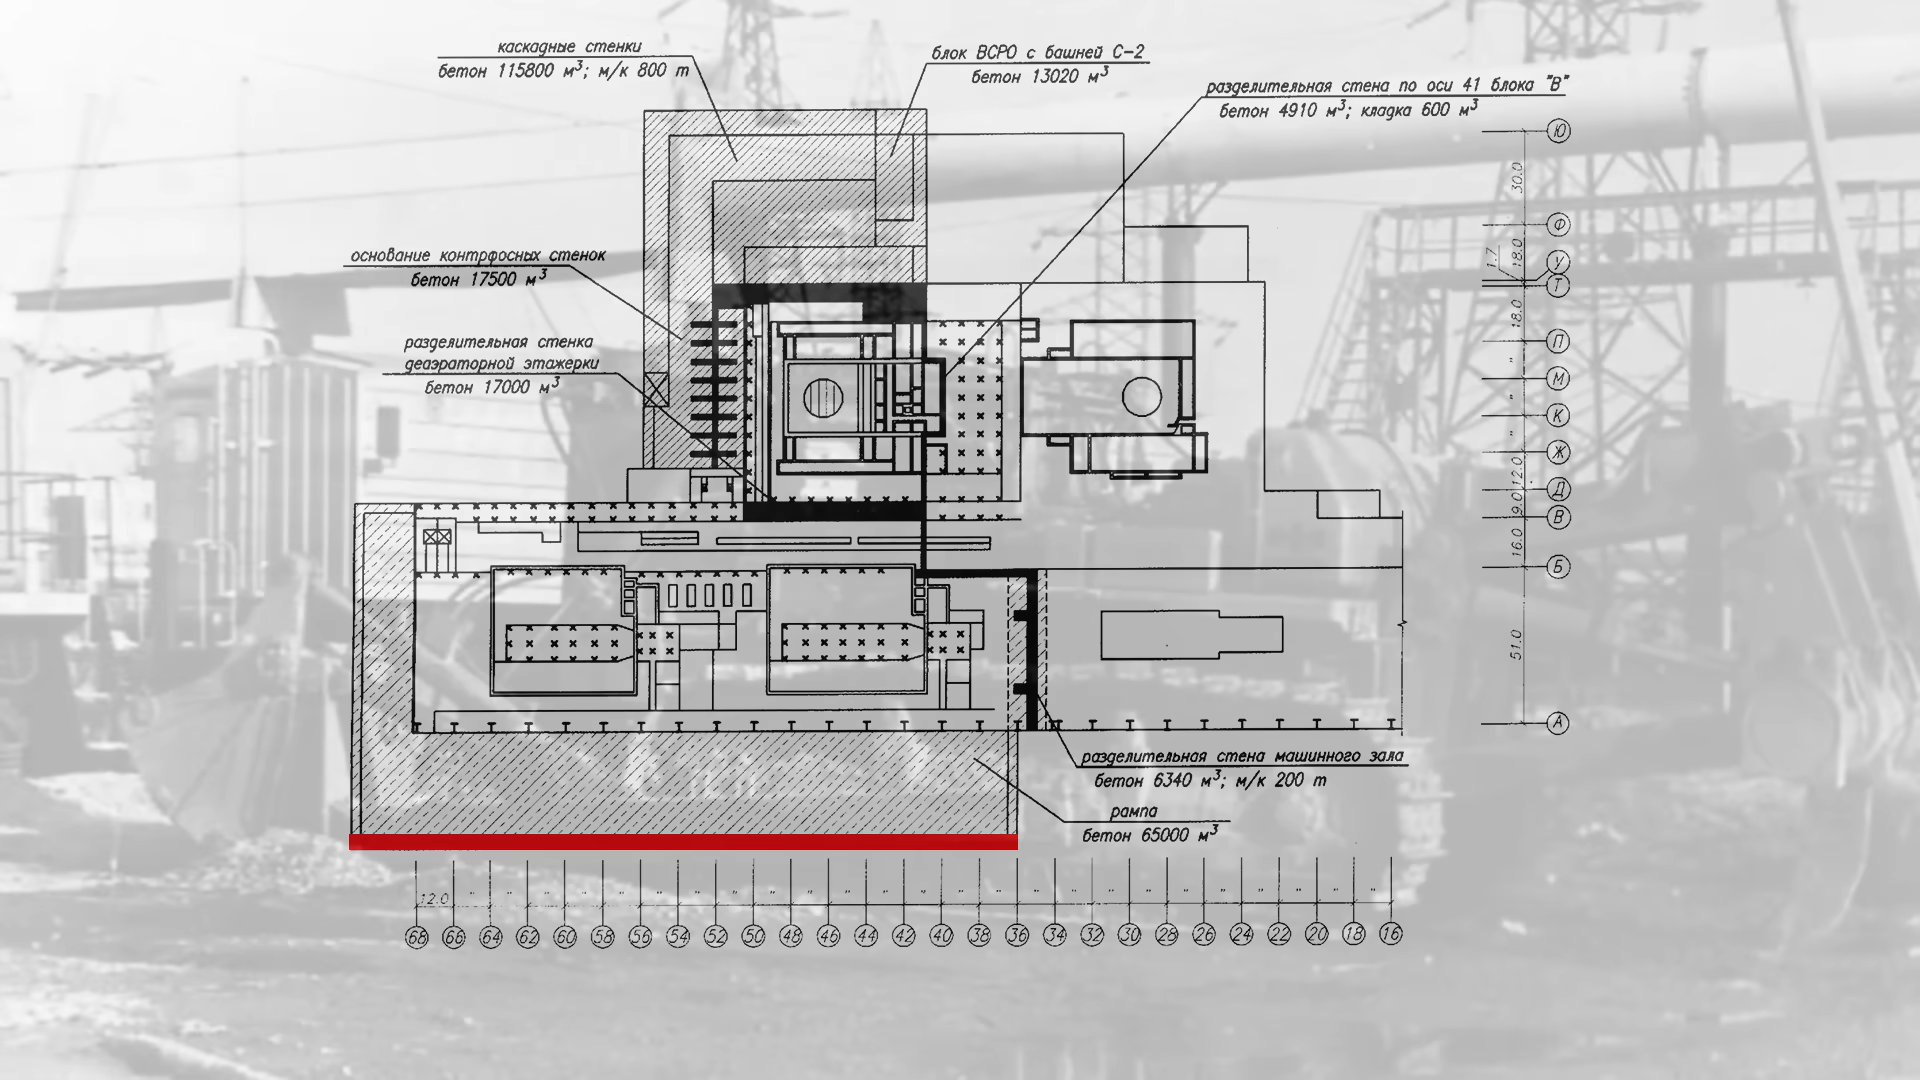 каскадные стенки
бетон 115800 м³; м/к 800 т
блок ВСРО с башней С-2
бетон 13020 м³
разделительная стена по оси 41 блока "В"
бетон 4910 м³; кладка 600 м³
основание контрфосных стенок
бетон 17500 м³
разделительная стенка
деаэраторной этажерки
бетон 17000 м³
разделительная стена машинного зала
бетон 6340 м³; м/к 200 т
рампа
бетон 65000 м³
Ю
30.0
Ф
1.7
18.0
У
Т
18.0
П
"
М
"
К
"
Ж
12.0
Д
9.0
В
16.0
Б
51.0
А
12.0 " " " " " " " " " " " " " " " " " " " " " " " " "
68 66 64 62 60 58 56 54 52 50 48 46 44 42 40 38 36 34 32 30 28 26 24 22 20 18 16